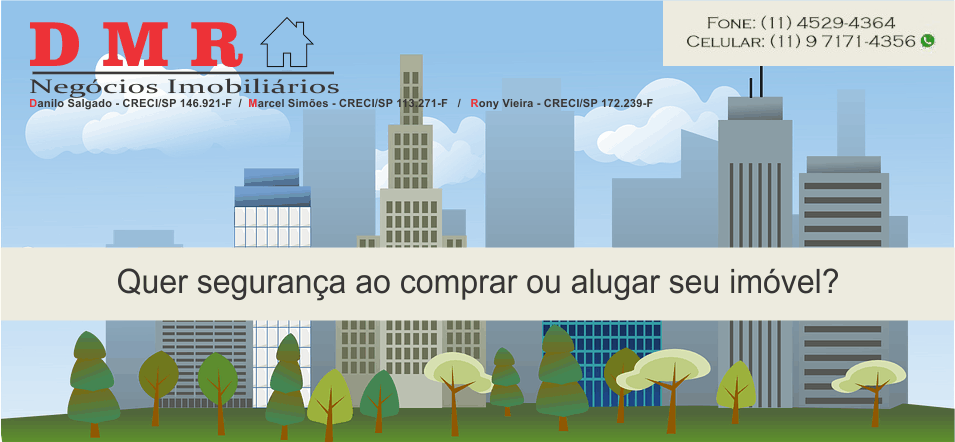 D M R
Negócios Imobiliários
Danilo Salgado - CRECI/SP 146.921-F / Marcel Simões - CRECI/SP 113.271-F / Rony Vieira - CRECI/SP 172.239-F
Fone: (11) 4529-4364
Celular: (11) 9 7171-4356
Quer segurança ao comprar ou alugar seu imóvel?